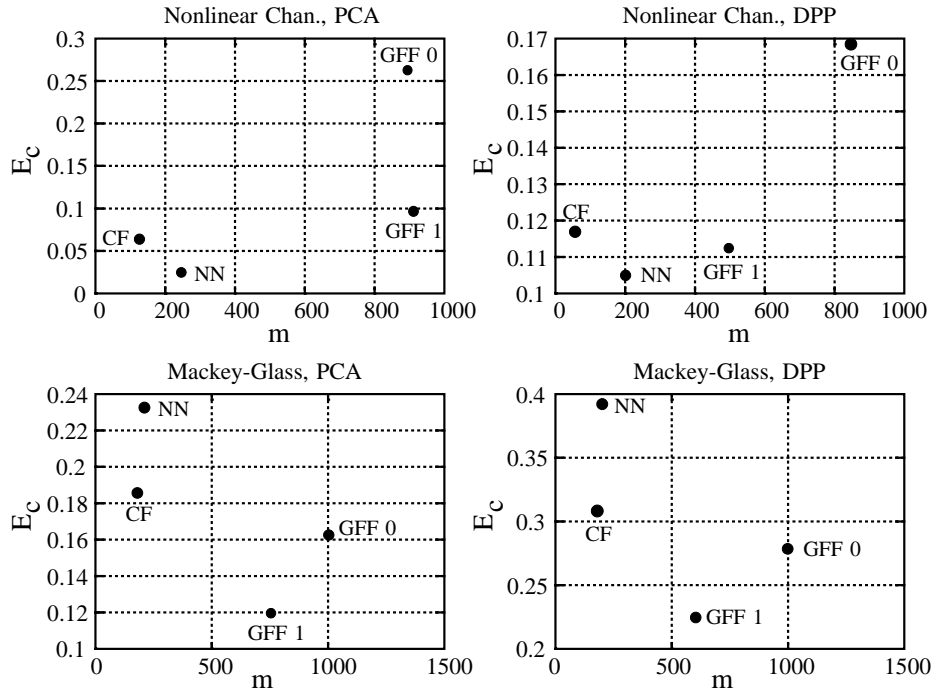 Nonlinear Chan., PCA
0.3
0.25
0.2
0.15
0.1
0.05
0
E_c
GFF 0
GFF 1
CF
NN
0 200 400 600 800 1000
m
Nonlinear Chan., DPP
0.17
0.16
0.15
0.14
0.13
0.12
0.11
0.1
E_c
GFF 0
CF
GFF 1
NN
0 200 400 600 800 1000
m
Mackey-Glass, PCA
0.24
0.22
0.2
0.18
0.16
0.14
0.12
0.1
E_c
NN
CF
GFF 0
GFF 1
0 500 1000 1500
m
Mackey-Glass, DPP
0.4
0.35
0.3
0.25
0.2
E_c
NN
CF
GFF 0
GFF 1
0 500 1000 1500
m